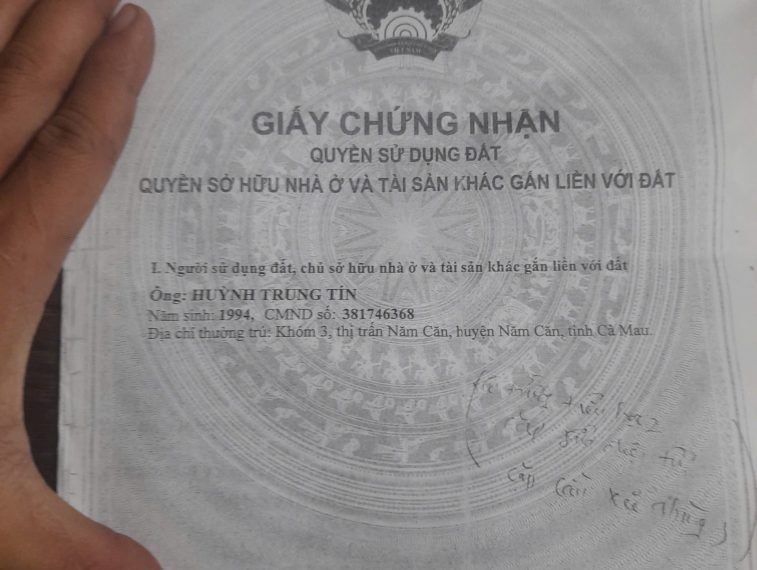 VIỆT NAM
GIẤY CHỨNG NHẬN
QUYỀN SỬ DỤNG ĐẤT
QUYỀN SỞ HỮU NHÀ Ở VÀ TÀI SẢN KHÁC GẮN LIỀN VỚI ĐẤT
I. Người sử dụng đất, chủ sở hữu nhà ở và tài sản khác gắn liền với đất
Ông: HUỲNH TRUNG TÍN
Năm sinh: 1994, CMND số: 381746368
Địa chỉ thường trú: Khóm 3, thị trấn Năm Căn, huyện Năm Căn, tỉnh Cà Mau.